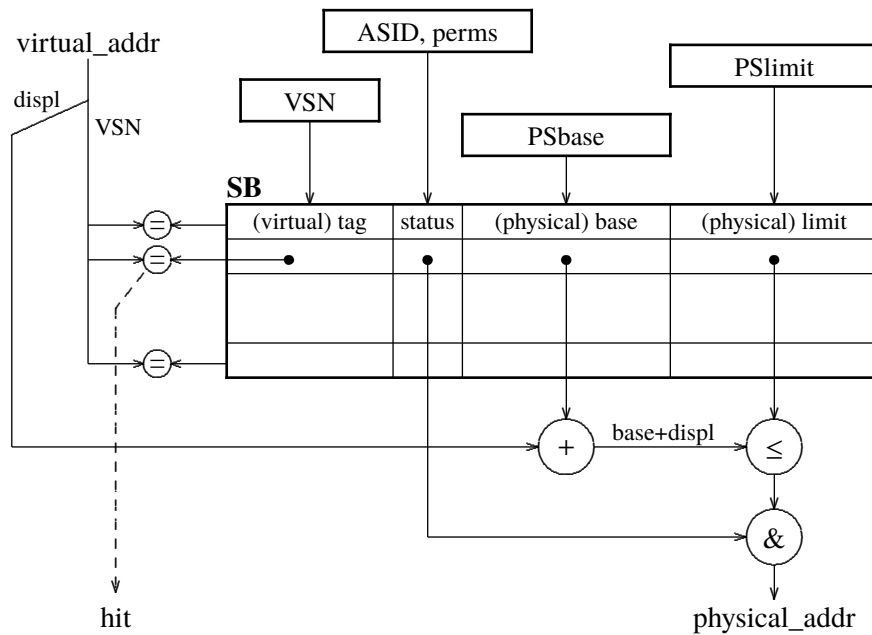 virtual_addr
ASID, perms
PSlimit
displ
VSN
VSN
PSbase
SB
(virtual) tag
status
(physical) base
(physical) limit
=
=
=
+
base+displ
≤
&
hit
physical_addr